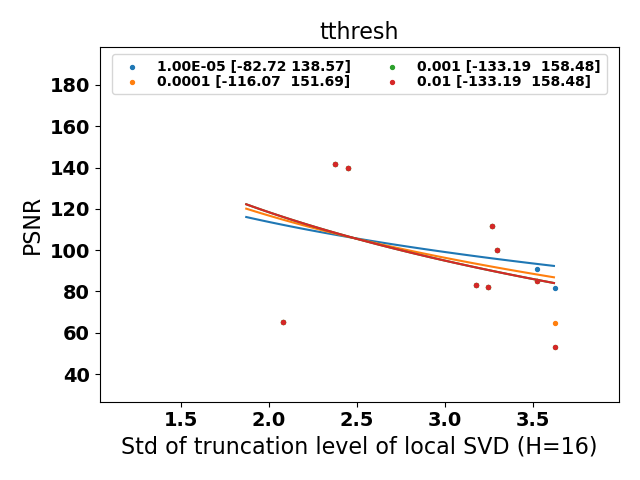 tthresh
1.00E-05 [-82.72 138.57]
0.0001 [-116.07  151.69]
0.001 [-133.19  158.48]
0.01 [-133.19  158.48]
PSNR
180
160
140
120
100
80
60
40
1.5 2.0 2.5 3.0 3.5
Std of truncation level of local SVD (H=16)